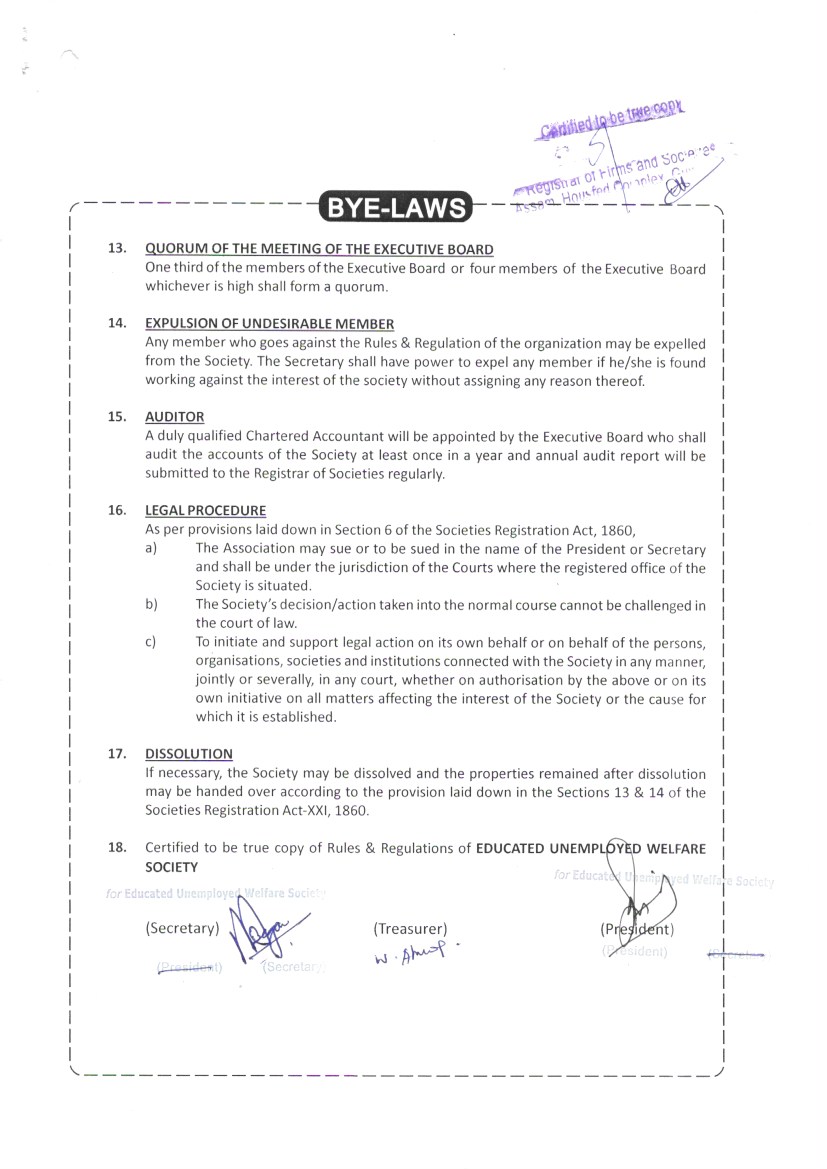 Certified to be true copy
Registrar of Firms and Societies
Assam, Housfed Complex,
BYE-LAWS
13. QUORUM OF THE MEETING OF THE EXECUTIVE BOARD
One third of the members of the Executive Board or four members of the Executive Board
whichever is high shall form a quorum.
14. EXPULSION OF UNDESIRABLE MEMBER
Any member who goes against the Rules & Regulation of the organization may be expelled
from the Society. The Secretary shall have power to expel any member if he/she is found
working against the interest of the society without assigning any reason thereof.
15. AUDITOR
A duly qualified Chartered Accountant will be appointed by the Executive Board who shall
audit the accounts of the Society at least once in a year and annual audit report will be
submitted to the Registrar of Societies regularly.
16. LEGAL PROCEDURE
As per provisions laid down in Section 6 of the Societies Registration Act, 1860,
a) The Association may sue or to be sued in the name of the President or Secretary
and shall be under the jurisdiction of the Courts where the registered office of the
Society is situated.
b) The Society's decision/action taken into the normal course cannot be challenged in
the court of law.
c) To initiate and support legal action on its own behalf or on behalf of the persons,
organisations, societies and institutions connected with the Society in any manner,
jointly or severally, in any court, whether on authorisation by the above or on its
own initiative on all matters affecting the interest of the Society or the cause for
which it is established.
17. DISSOLUTION
If necessary, the Society may be dissolved and the properties remained after dissolution
may be handed over according to the provision laid down in the Sections 13 & 14 of the
Societies Registration Act-XXI, 1860.
18. Certified to be true copy of Rules & Regulations of EDUCATED UNEMPLOYED WELFARE
SOCIETY
for Educated Unemployed Welfare Society
for Educated Unemployed Welfare Society
(Secretary) (Treasurer) (President)
(President) (Secretary) (President)